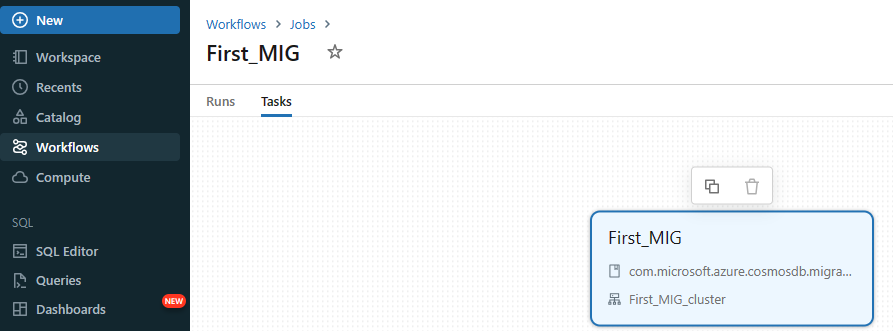 New
Workspace
Recents
Catalog
Workflows
Compute
SQL
SQL Editor
Queries
Dashboards
NEW
Workflows > Jobs >
First_MIG
Runs Tasks
First_MIG
com.microsoft.azure.cosmosdb.migra...
First_MIG_cluster